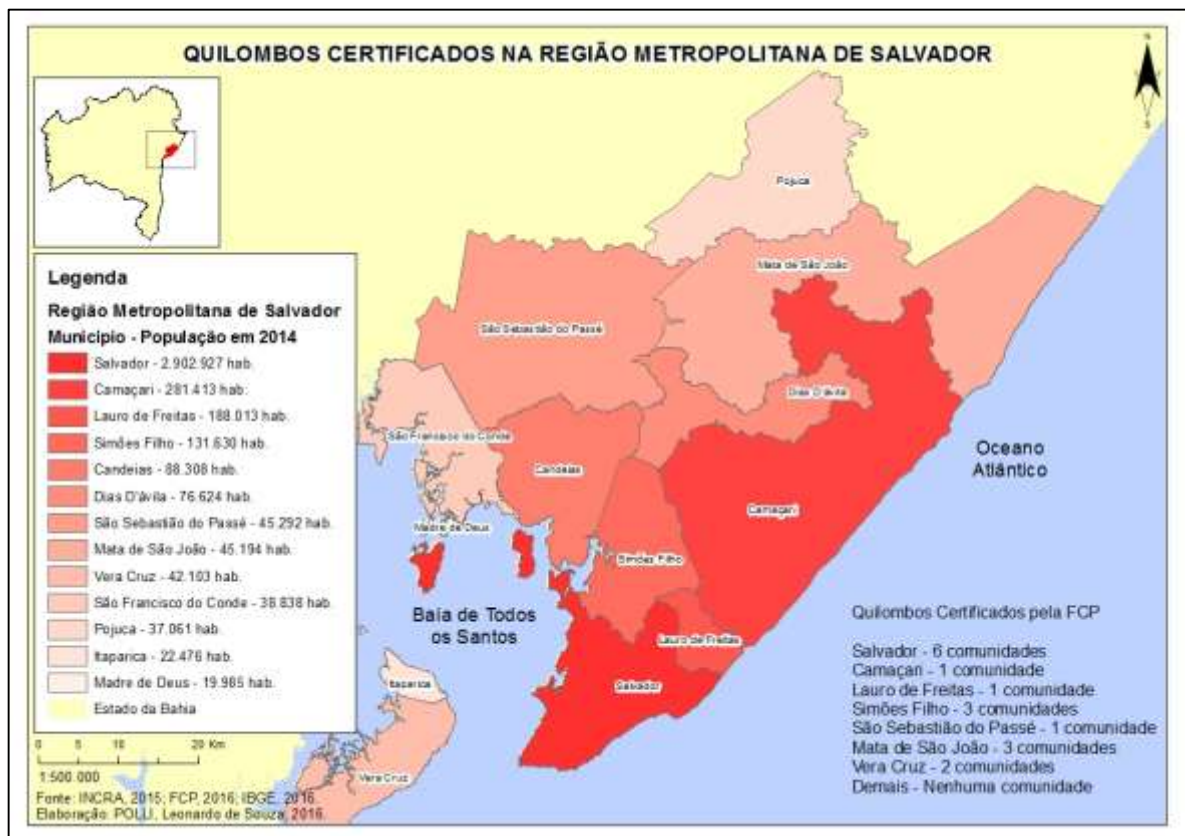 QUILOMBOS CERTIFICADOS NA REGIÃO METROPOLITANA DE SALVADOR
N
S
Legenda
Região Metropolitana de Salvador
Municipio - População em 2014
Salvador - 2.902.927 hab.
Camaçari - 281.413 hab.
Lauro de Freitas - 188.013 hab.
Simões Filho - 131.630 hab.
Candeias - 88.308 hab.
Dias D'ávila - 76.624 hab.
São Sebastião do Passé - 45.292 hab.
Mata de São João - 45.194 hab.
Vera Cruz - 42.103 hab.
São Francisco do Conde - 38.838 hab.
Pojuca - 37.061 hab.
Itaparica - 22.476 hab.
Madre de Deus - 19.985 hab.
Estado da Bahia
0 5 10 20 Km
1:500.000
Fonte: INCRA, 2015; FCP, 2016; IBGE, 2016.
Elaboração: POLLI, Leonardo de Souza, 2016.
Pojuca
Mata de São João
São Sebastião do Passé
Dias D'ávila
São Francisco do Conde
Candeias
Camaçari
Madre de Deus
Simões Filho
Lauro de Freitas
Salvador
Itaparica
Vera Cruz
Oceano
Atlântico
Baía de Todos
os Santos
Quilombos Certificados pela FCP
Salvador - 6 comunidades
Camaçari - 1 comunidade
Lauro de Freitas - 1 comunidade
Simões Filho - 3 comunidades
São Sebastião do Passé - 1 comunidade
Mata de São João - 3 comunidades
Vera Cruz - 2 comunidades
Demais - Nenhuma comunidade